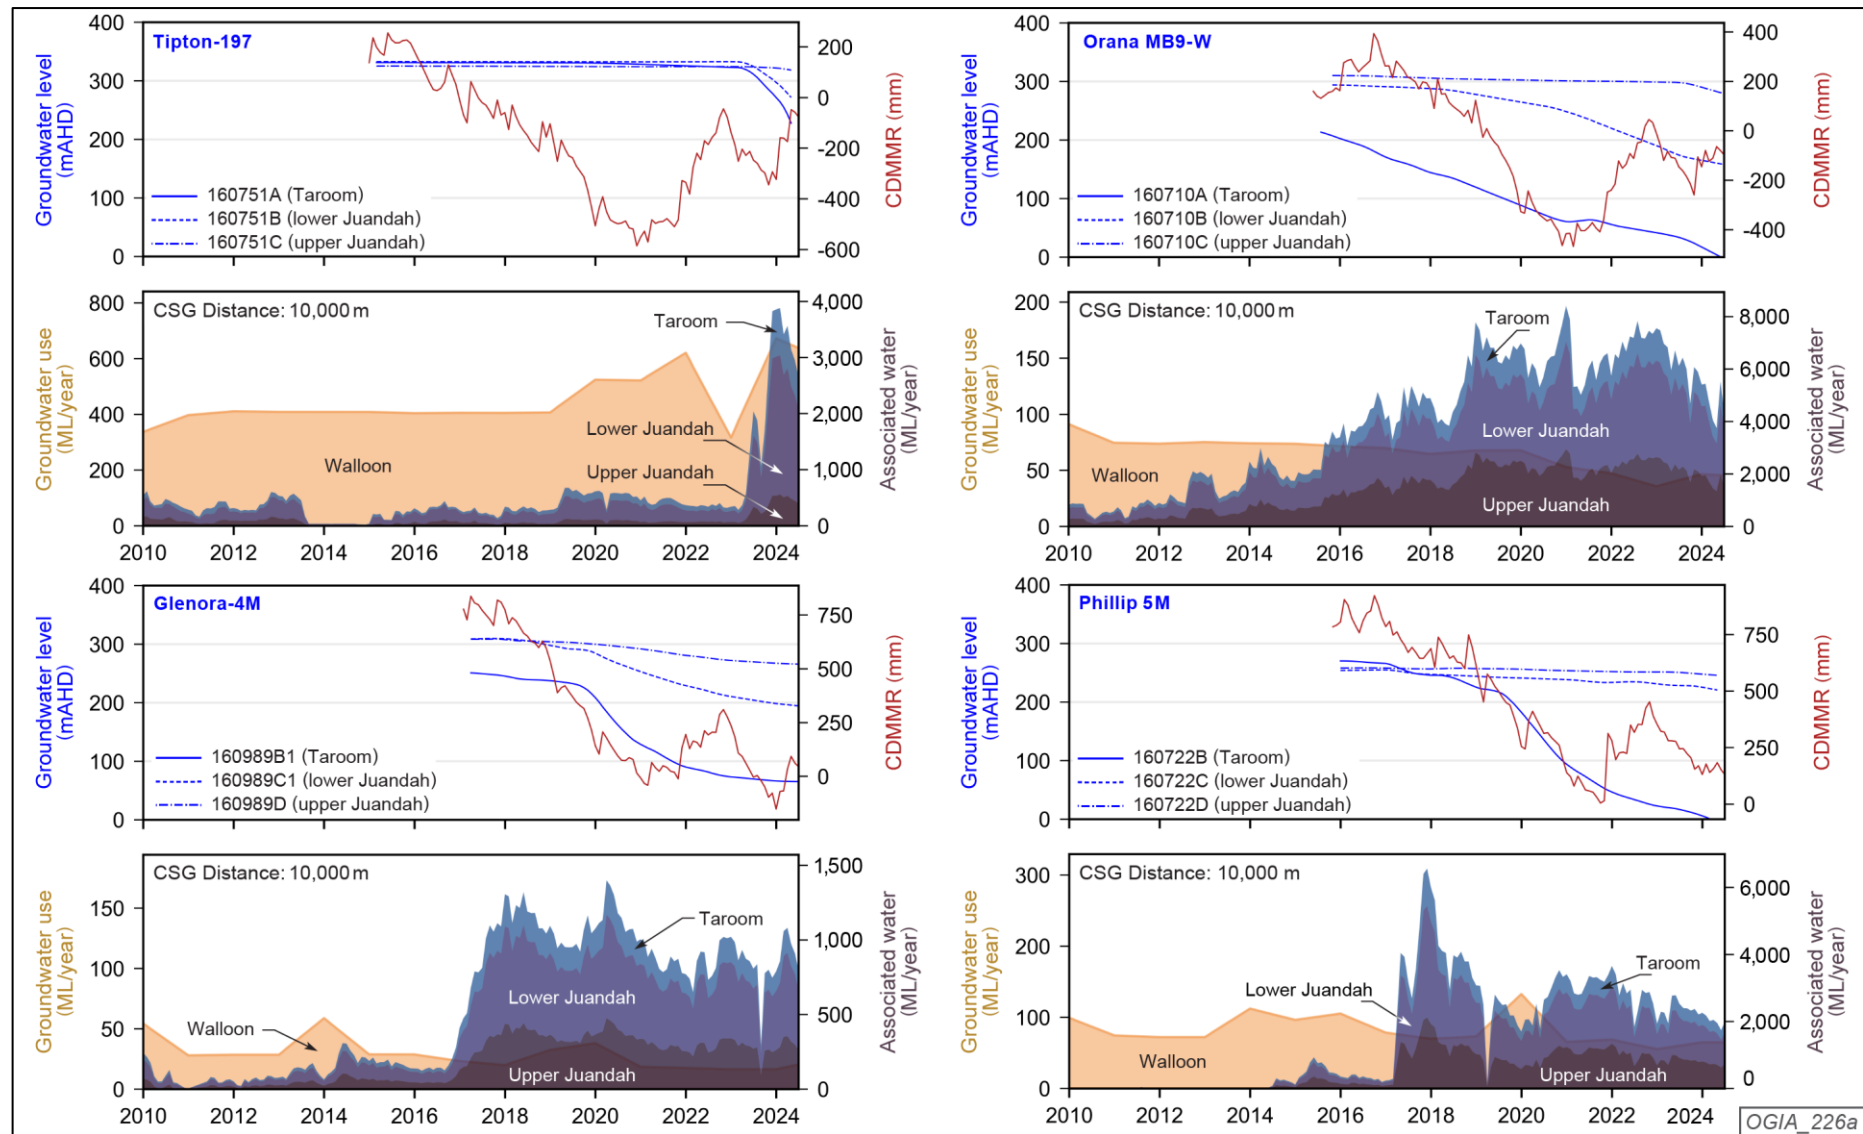 Tipton-197
Groundwater level
(mAHD)
400
300
200
100
0
CDMMR (mm)
200
0
-200
-400
-600
160751A (Taroom)
160751B (lower Juandah)
160751C (upper Juandah)
CSG Distance: 10,000 m
Groundwater use
(ML/year)
800
600
400
200
0
Associated water
(ML/year)
4,000
3,000
2,000
1,000
0
Taroom
Lower Juandah
Upper Juandah
Walloon
2010 2012 2014 2016 2018 2020 2022 2024
Orana MB9-W
Groundwater level
(mAHD)
400
300
200
100
0
CDMMR (mm)
400
200
0
-200
-400
160710A (Taroom)
160710B (lower Juandah)
160710C (upper Juandah)
CSG Distance: 10,000 m
Groundwater use
(ML/year)
200
150
100
50
0
Associated water
(ML/year)
8,000
6,000
4,000
2,000
0
Taroom
Lower Juandah
Walloon
Upper Juandah
2010 2012 2014 2016 2018 2020 2022 2024
Glenora-4M
Groundwater level
(mAHD)
400
300
200
100
0
CDMMR (mm)
750
500
250
0
160989B1 (Taroom)
160989C1 (lower Juandah)
160989D (upper Juandah)
CSG Distance: 10,000 m
Groundwater use
(ML/year)
150
100
50
0
Associated water
(ML/year)
1,500
1,000
500
0
Taroom
Lower Juandah
Walloon
Upper Juandah
2010 2012 2014 2016 2018 2020 2022 2024
Phillip 5M
Groundwater level
(mAHD)
400
300
200
100
0
CDMMR (mm)
750
500
250
0
160722B (Taroom)
160722C (lower Juandah)
160722D (upper Juandah)
CSG Distance: 10,000 m
Groundwater use
(ML/year)
300
200
100
0
Associated water
(ML/year)
6,000
4,000
2,000
0
Taroom
Lower Juandah
Walloon
Upper Juandah
2010 2012 2014 2016 2018 2020 2022 2024
OGIA_226a